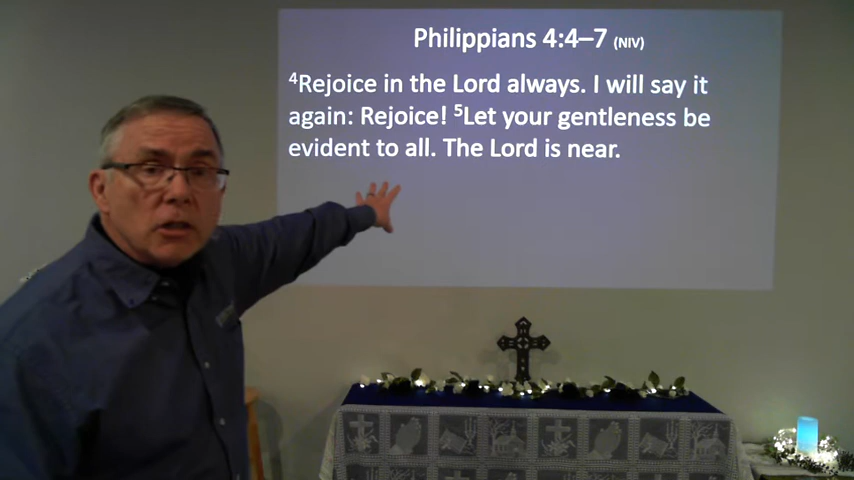 Philippians 4:4–7 (NIV)
⁴Rejoice in the Lord always. I will say it
again: Rejoice! ⁵Let your gentleness be
evident to all. The Lord is near.